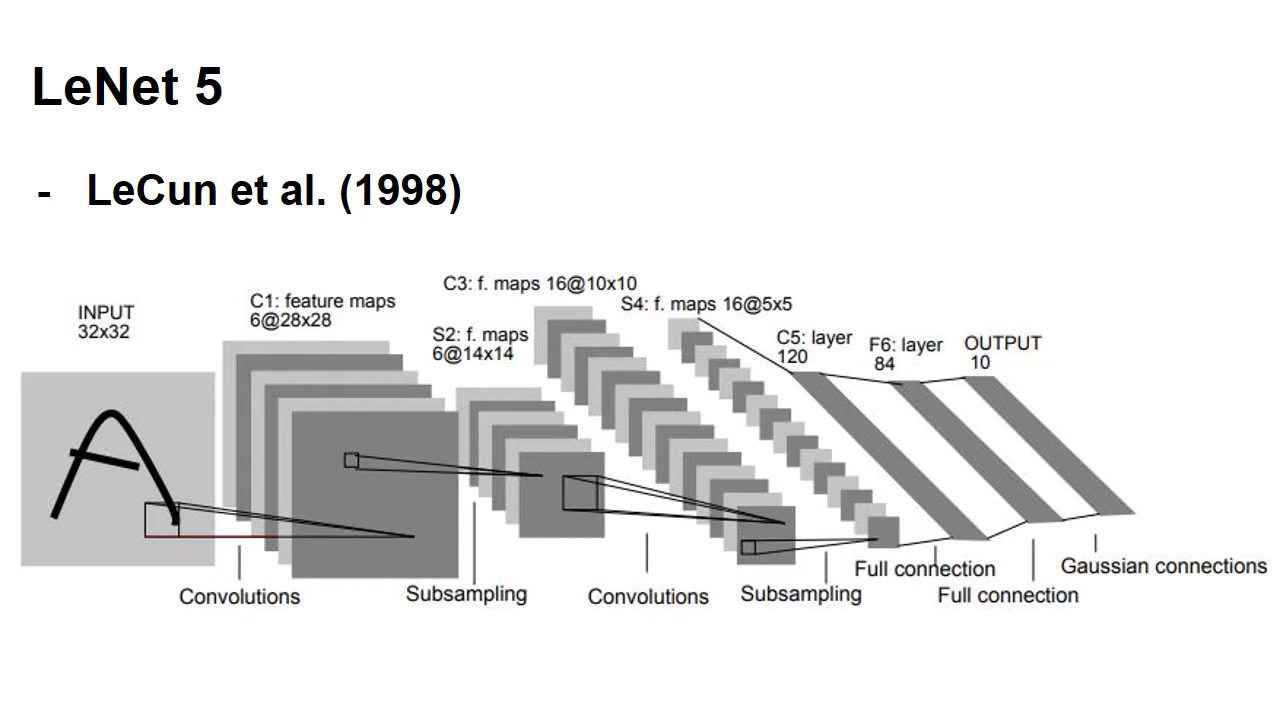 LeNet 5
- LeCun et al. (1998)
INPUT
32x32
C1: feature maps
6@28x28
S2: f. maps
6@14x14
C3: f. maps 16@10x10
S4: f. maps 16@5x5
C5: layer
120
F6: layer
84
OUTPUT
10
Convolutions
Subsampling
Convolutions
Subsampling
Full connection
Full connection
Gaussian connections